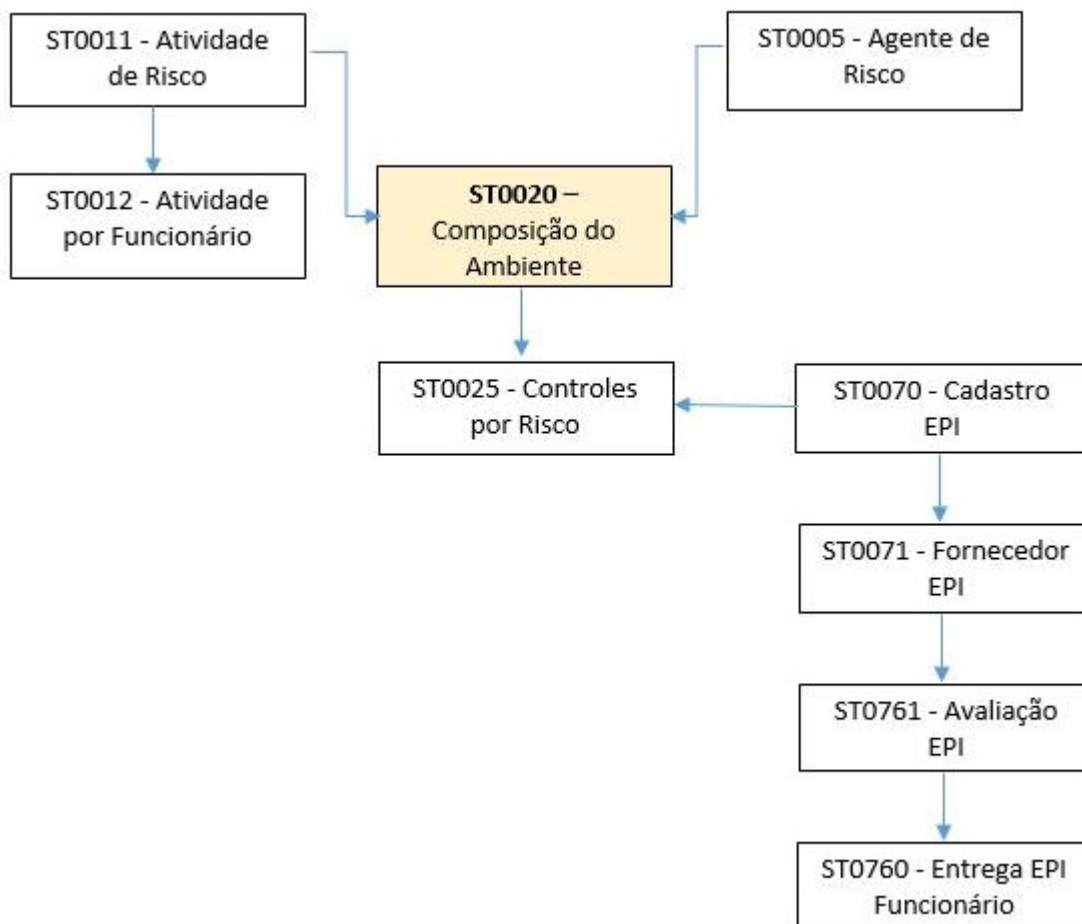 ST0011 - Atividade
de Risco
ST0005 - Agente de
Risco
ST0012 - Atividade
por Funcionário
ST0020 –
Composição do
Ambiente
ST0025 - Controles
por Risco
ST0070 - Cadastro
EPI
ST0071 - Fornecedor
EPI
ST0761 - Avaliação
EPI
ST0760 - Entrega EPI
Funcionário